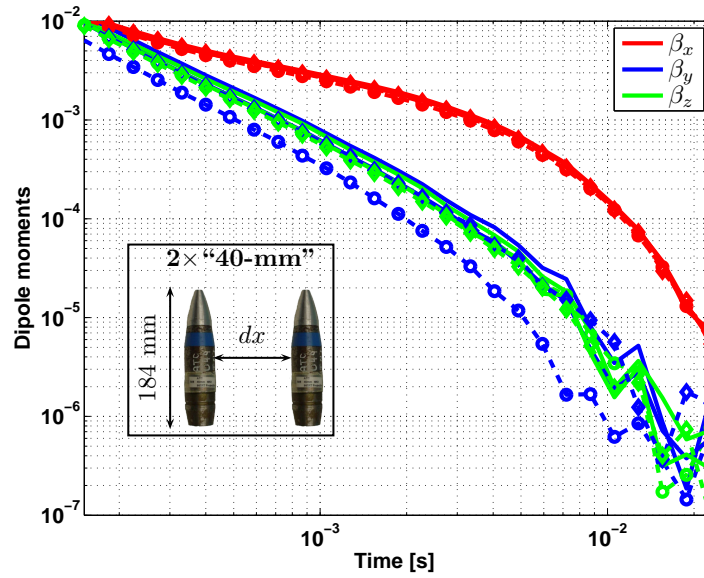 10⁻²
10⁻³
10⁻⁴
10⁻⁵
10⁻⁶
10⁻⁷
Dipole moments
βx
βy
βz
2×“40-mm”
184 mm
dx
10⁻³
10⁻²
Time [s]